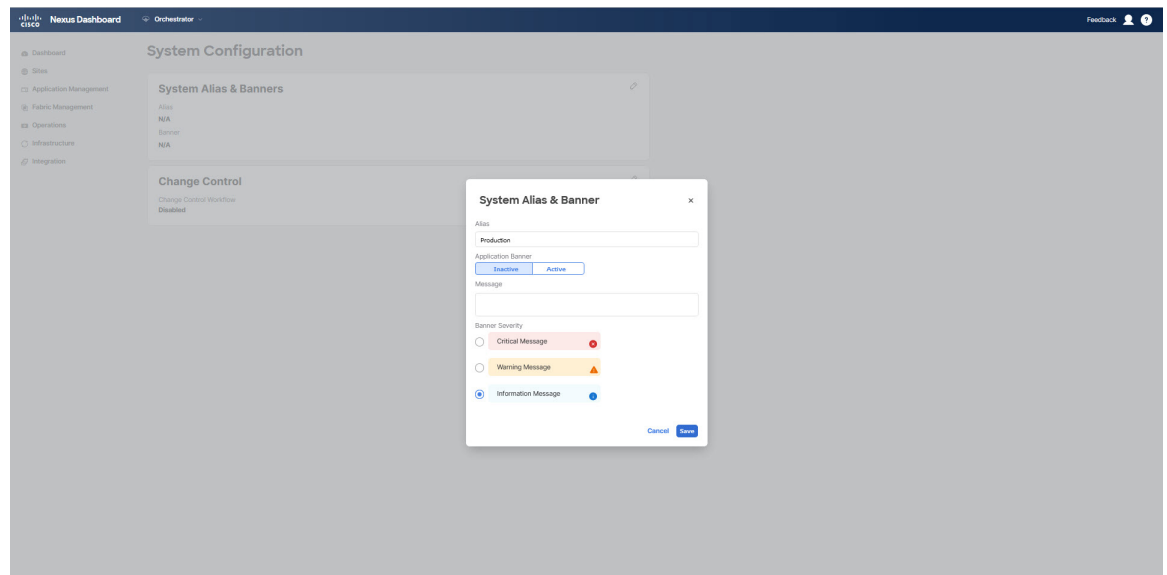 CISCO Nexus Dashboard Orchestrator Feedback ?
Dashboard
Sites
Application Management
Fabric Management
Operations
Infrastructure
Integration
System Configuration
System Alias & Banners
Alias
N/A
Banner
N/A
Change Control
Change Control Workflow
Disabled
System Alias & Banner
Alias
Production
Application Banner
Inactive Active
Message
Banner Severity
Critical Message
Warning Message
Information Message
Cancel Save